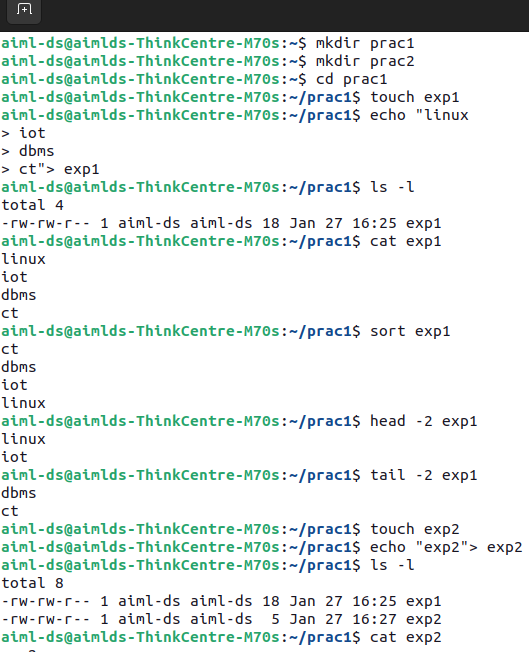 aiml-ds@aimlds-ThinkCentre-M70s:~$ mkdir prac1
aiml-ds@aimlds-ThinkCentre-M70s:~$ mkdir prac2
aiml-ds@aimlds-ThinkCentre-M70s:~$ cd prac1
aiml-ds@aimlds-ThinkCentre-M70s:~/prac1$ touch exp1
aiml-ds@aimlds-ThinkCentre-M70s:~/prac1$ echo "linux
> iot
> dbms
> ct"> exp1
aiml-ds@aimlds-ThinkCentre-M70s:~/prac1$ ls -l
total 4
-rw-rw-r-- 1 aiml-ds aiml-ds 18 Jan 27 16:25 exp1
aiml-ds@aimlds-ThinkCentre-M70s:~/prac1$ cat exp1
linux
iot
dbms
ct
aiml-ds@aimlds-ThinkCentre-M70s:~/prac1$ sort exp1
ct
dbms
iot
linux
aiml-ds@aimlds-ThinkCentre-M70s:~/prac1$ head -2 exp1
linux
iot
aiml-ds@aimlds-ThinkCentre-M70s:~/prac1$ tail -2 exp1
dbms
ct
aiml-ds@aimlds-ThinkCentre-M70s:~/prac1$ touch exp2
aiml-ds@aimlds-ThinkCentre-M70s:~/prac1$ echo "exp2"> exp2
aiml-ds@aimlds-ThinkCentre-M70s:~/prac1$ ls -l
total 8
-rw-rw-r-- 1 aiml-ds aiml-ds 18 Jan 27 16:25 exp1
-rw-rw-r-- 1 aiml-ds aiml-ds  5 Jan 27 16:27 exp2
aiml-ds@aimlds-ThinkCentre-M70s:~/prac1$ cat exp2